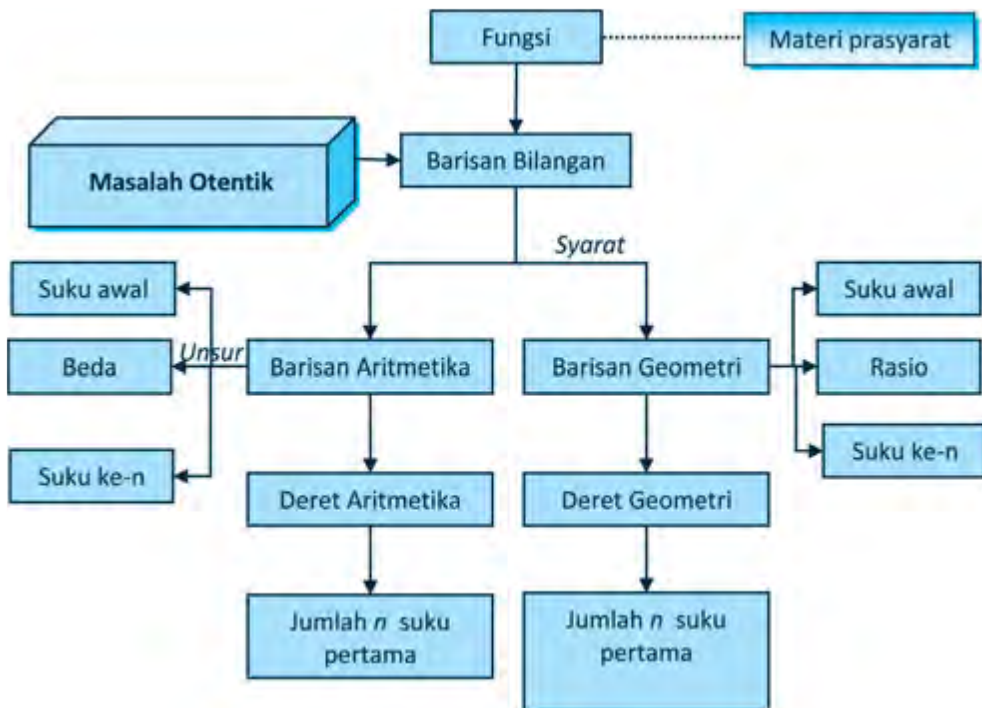 Fungsi
Materi prasyarat
Masalah Otentik
Barisan Bilangan
Syarat
Suku awal
Suku awal
Beda
Unsur
Barisan Aritmetika
Barisan Geometri
Rasio
Suku ke-n
Suku ke-n
Deret Aritmetika
Deret Geometri
Jumlah n suku
pertama
Jumlah n suku
pertama